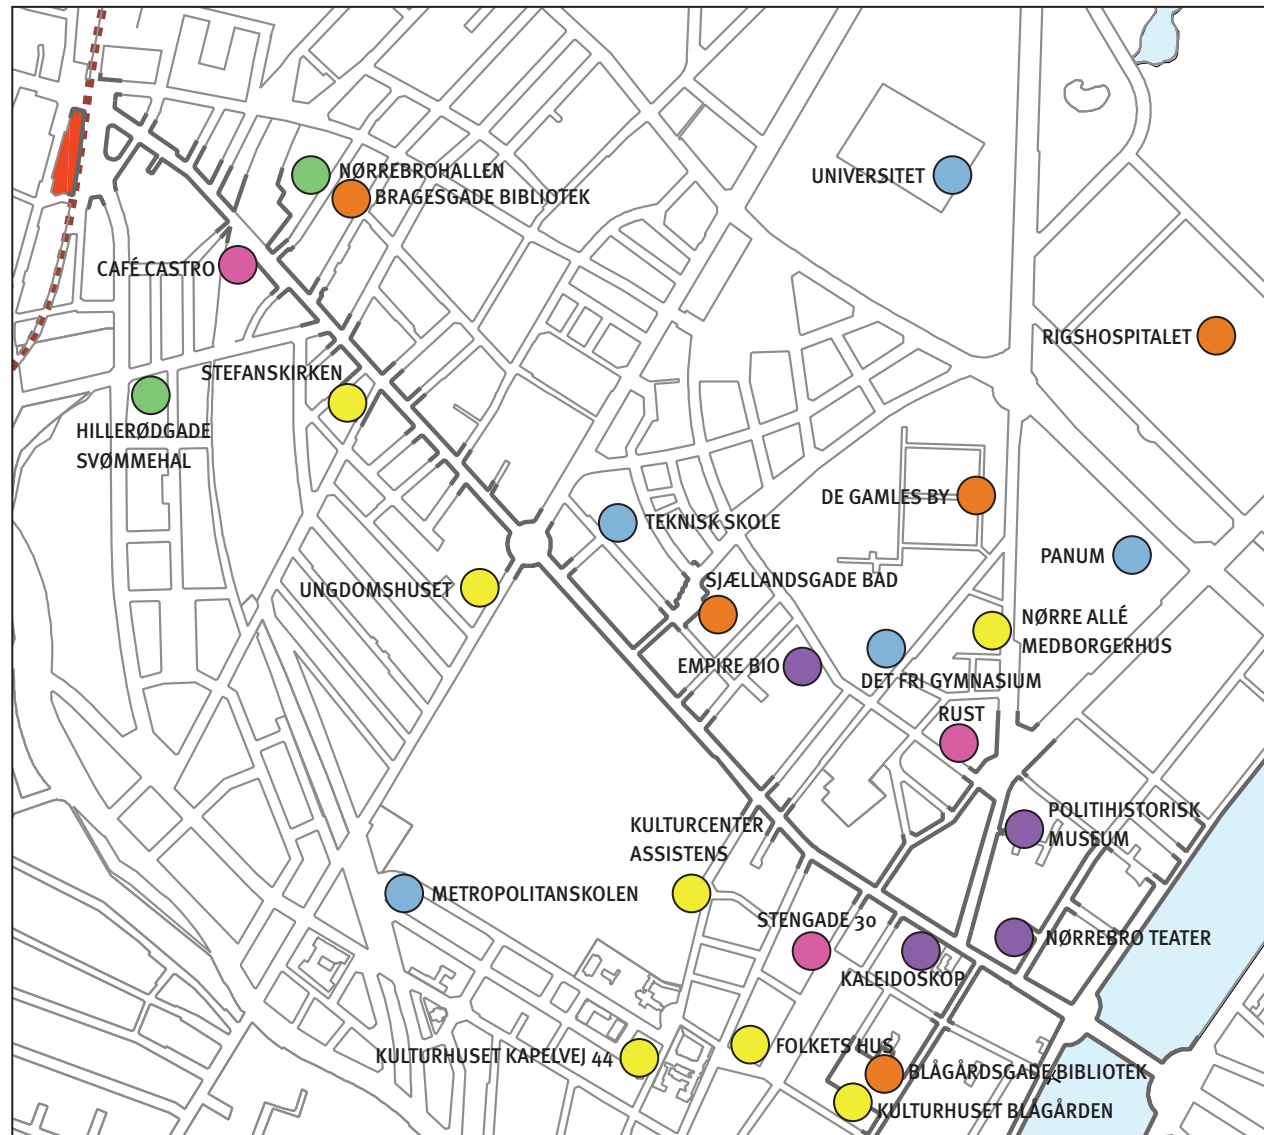 NØRREBROHALLEN
UNIVERSITET
BRAGESGADE BIBLIOTEK
CAFÉ CASTRO
RIGSHOSPITALET
STEFANSKIRKEN
HILLERØDGADE
SVØMMEHAL
DE GAMLES BY
TEKNISK SKOLE
PANUM
SJÆLLANDSGADE BAD
UNGDOMSHUSET
NØRRE ALLÉ
MEDBORGERHUS
EMPIRE BIO
DET FRI GYMNASIUM
RUST
POLITIHISTORISK
MUSEUM
KULTURCENTER
ASSISTENS
METROPOLITANSKOLEN
STENGADE 30
NØRREBRO TEATER
KALEIDOSKOP
FOLKETS HUS
KULTURHUSET KAPELVEJ 44
BLÅGÅRDSGADE BIBLIOTEK
KULTURHUSET BLÅGÅRDEN